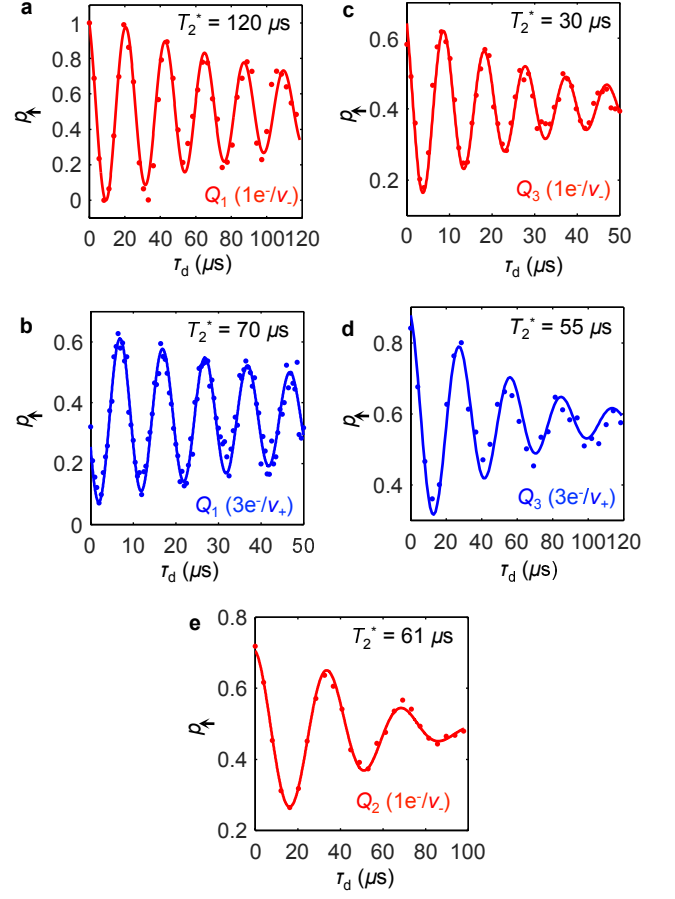 a
T₂* = 120 µs
1
0.8
0.6
0.4
0.2
0
p↑
Q₁ (1e⁻/v₋)
0 20 40 60 80 100 120
τd (µs)
c
T₂* = 30 µs
0.6
0.4
0.2
p↑
Q₃ (1e⁻/v₋)
0 10 20 30 40 50
τd (µs)
b
T₂* = 70 µs
0.6
0.4
0.2
0
p↑
Q₁ (3e⁻/v₊)
0 10 20 30 40 50
τd (µs)
d
T₂* = 55 µs
0.8
0.6
0.4
p↑
Q₃ (3e⁻/v₊)
0 20 40 60 80 100 120
τd (µs)
e
T₂* = 61 µs
0.8
0.6
0.4
0.2
p↑
Q₂ (1e⁻/v₋)
0 20 40 60 80 100
τd (µs)